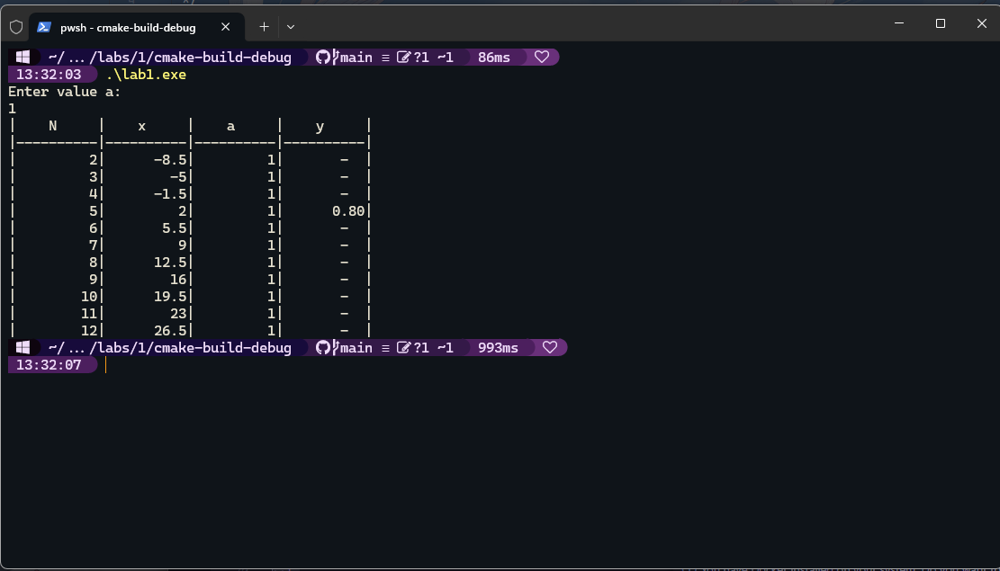 pwsh - cmake-build-debug
~/ … /labs/1/cmake-build-debug main ≡ ?1 ~1 86ms
13:32:03 .\lab1.exe
Enter value a:
1
| N | x | a | y |
|----------|----------|----------|----------|
| 2| -8.5| 1| - |
| 3| -5| 1| - |
| 4| -1.5| 1| - |
| 5| 2| 1| 0.80|
| 6| 5.5| 1| - |
| 7| 9| 1| - |
| 8| 12.5| 1| - |
| 9| 16| 1| - |
| 10| 19.5| 1| - |
| 11| 23| 1| - |
| 12| 26.5| 1| - |
~/ … /labs/1/cmake-build-debug main ≡ ?1 ~1 993ms
13:32:07